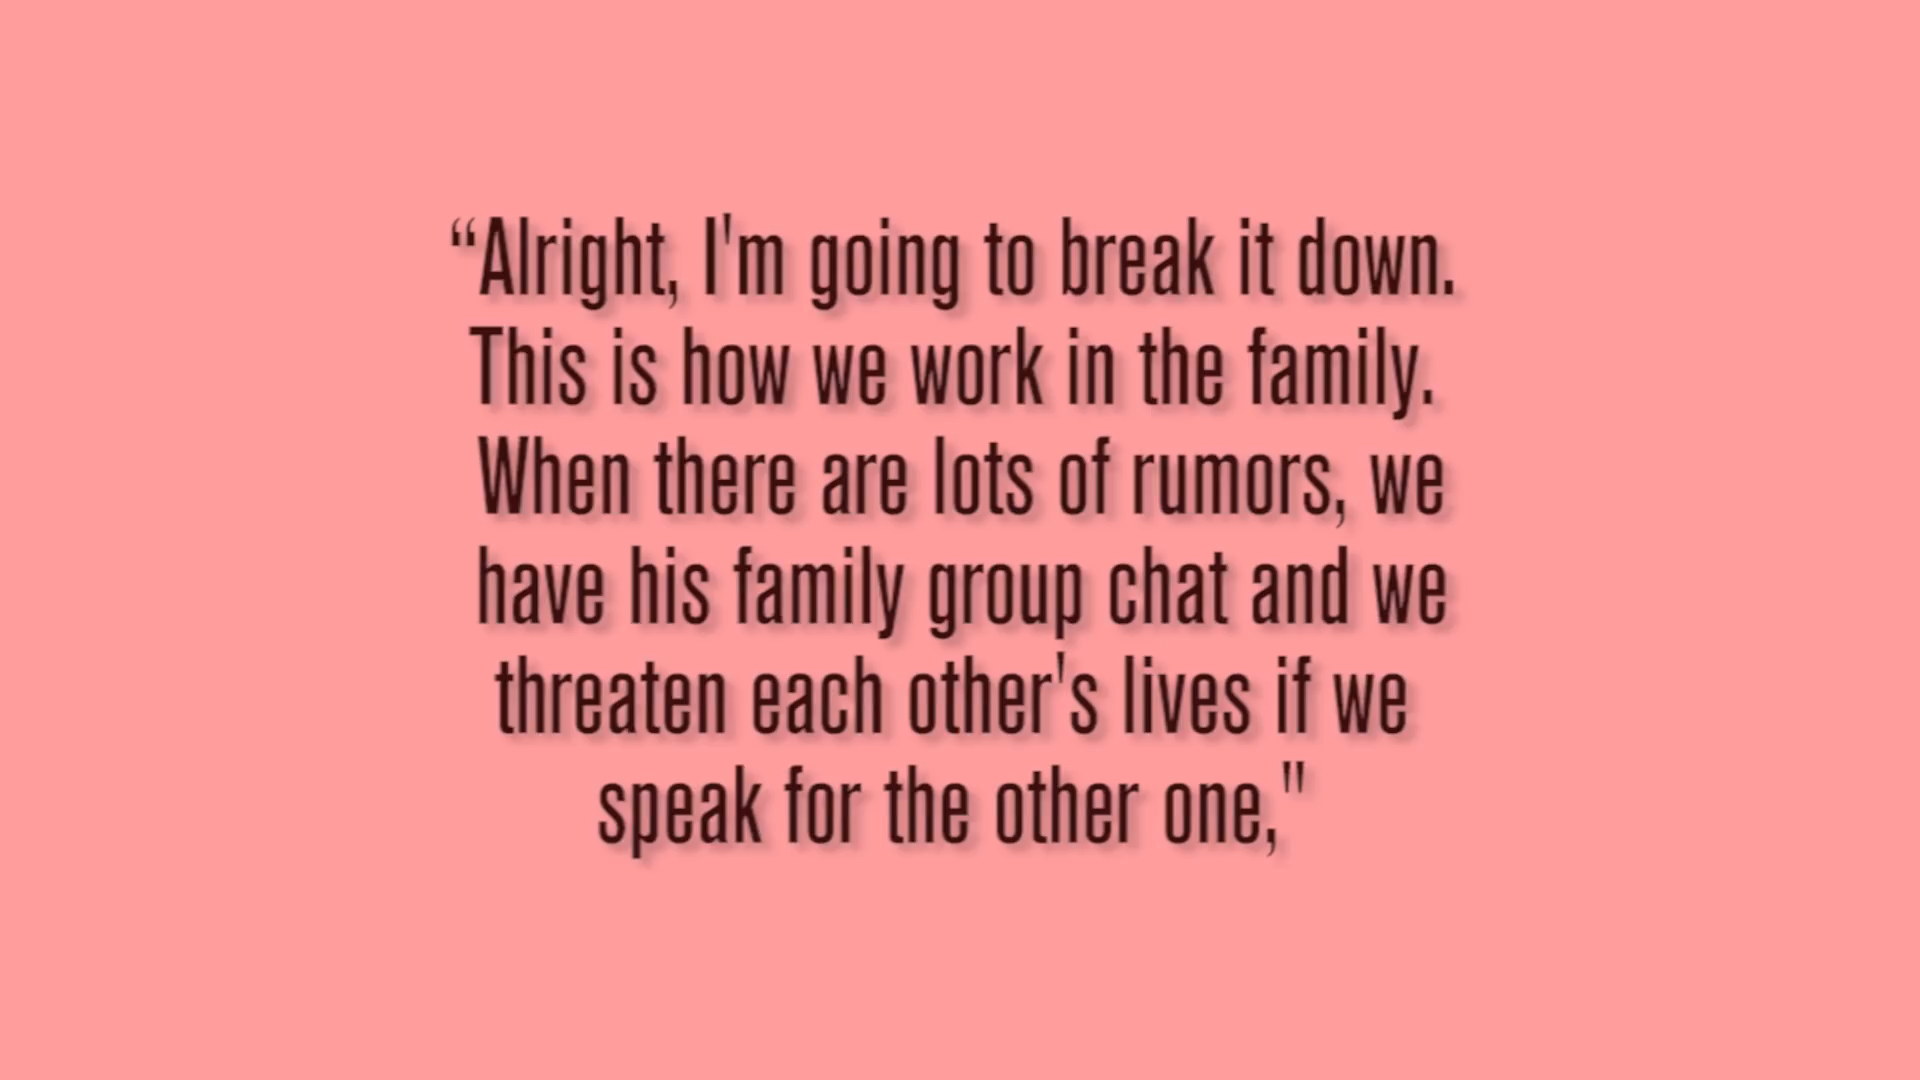 “Alright, I'm going to break it down.
This is how we work in the family.
When there are lots of rumors, we
have his family group chat and we
threaten each other's lives if we
speak for the other one,"